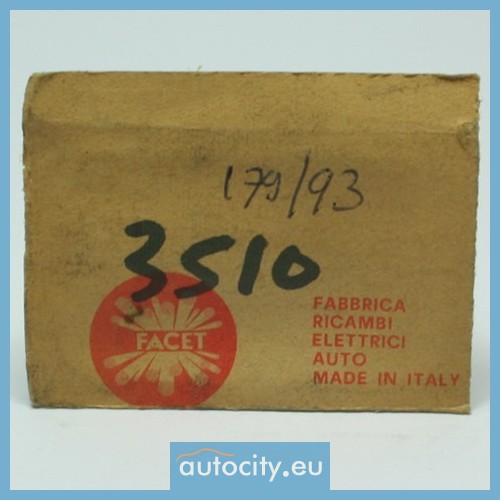 179/93
3510
FACET
FABBRICA
RICAMBI
ELETTRICI
AUTO
MADE IN ITALY
autocity.eu